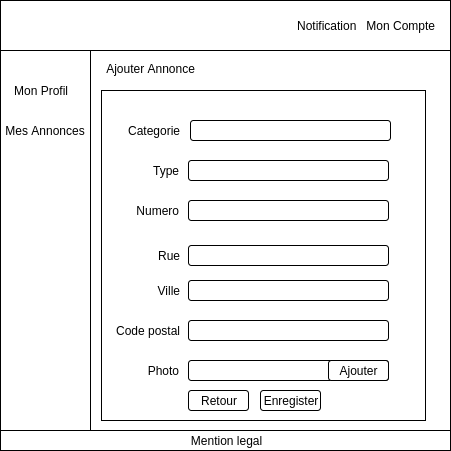 Notification Mon Compte
Mon Profil
Mes Annonces
Ajouter Annonce
Categorie
Type
Numero
Rue
Ville
Code postal
Photo Ajouter
Retour Enregister
Mention legal